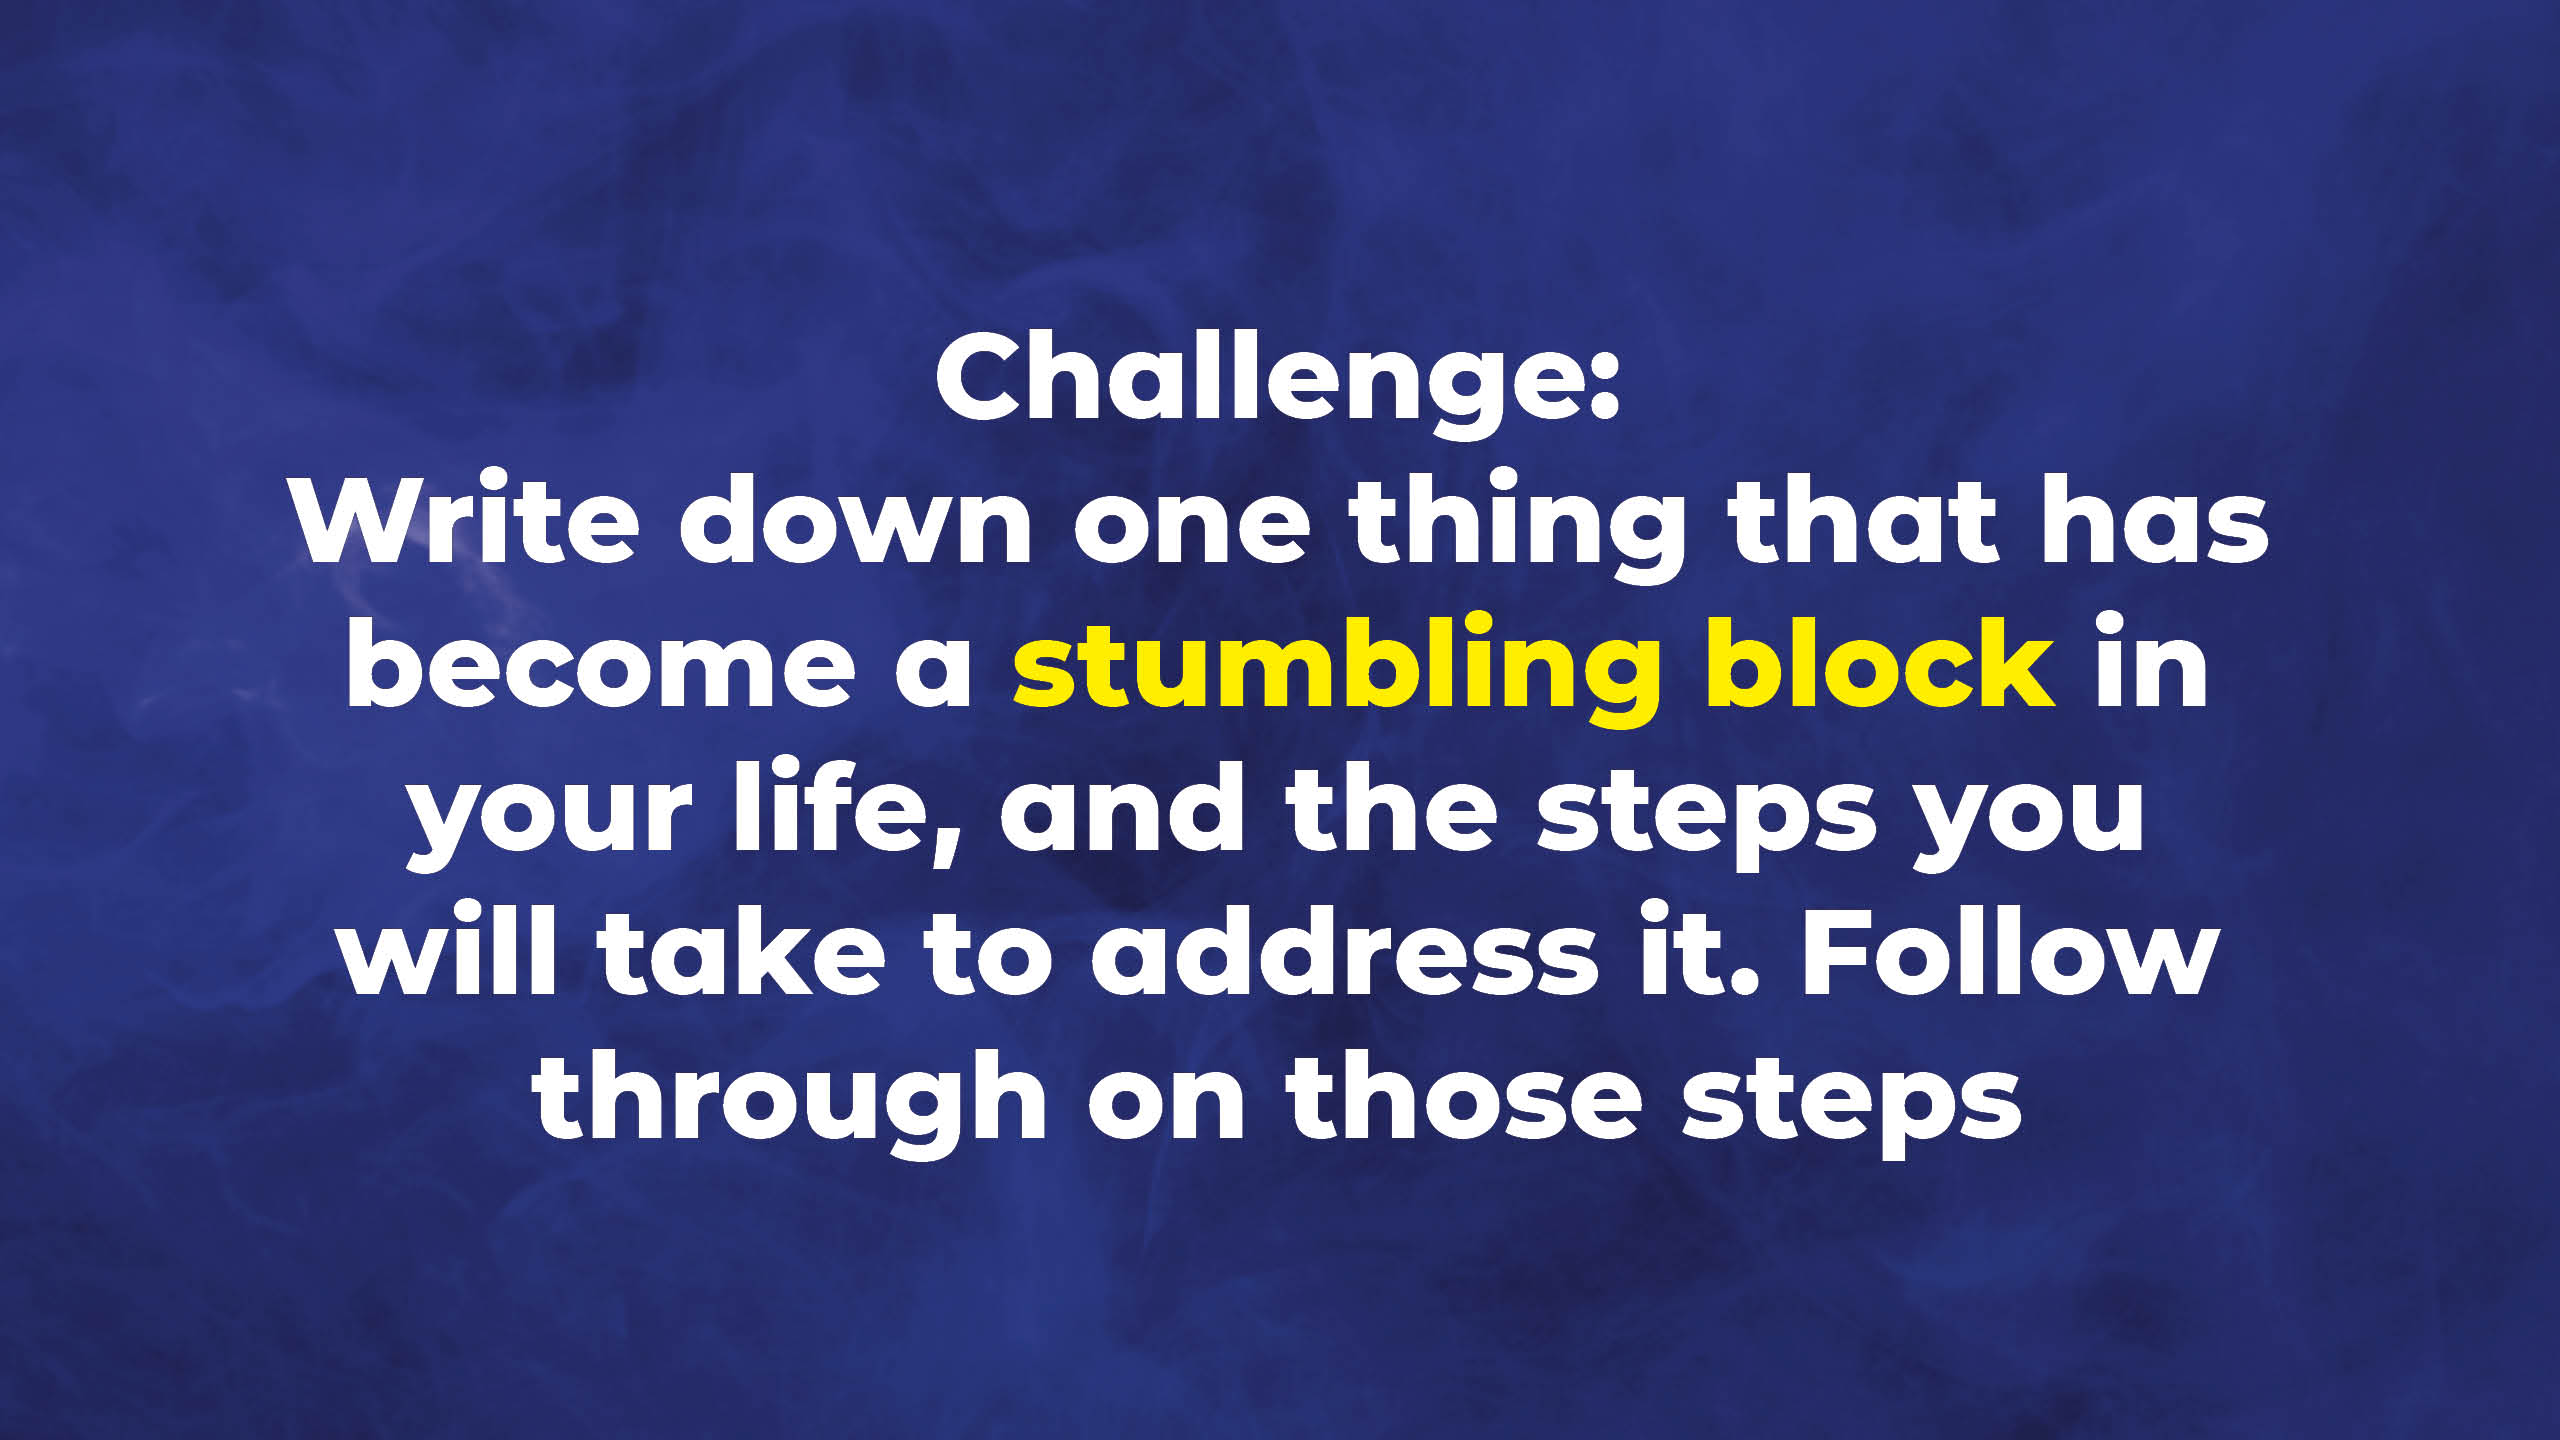 Challenge:
Write down one thing that has
become a stumbling block in
your life, and the steps you
will take to address it. Follow
through on those steps